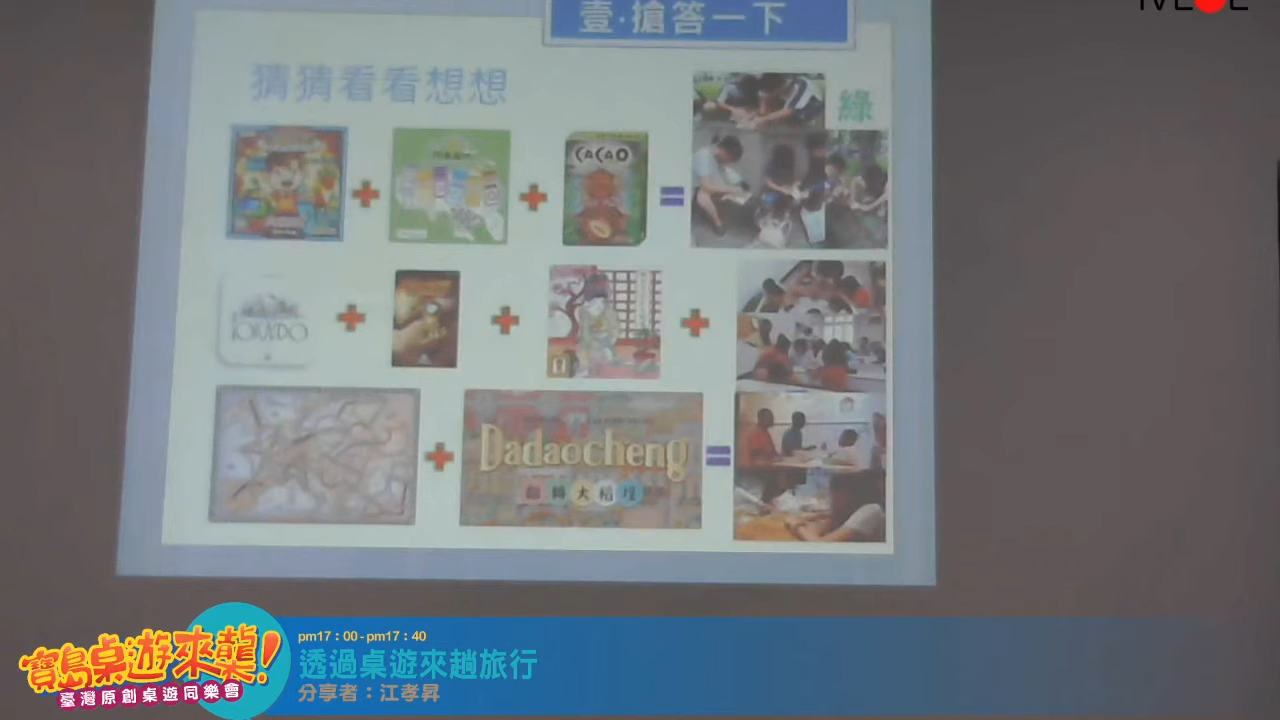 壹·搶答一下
猜猜看看想想
綠
CACAO
Dadaocheng
翻轉大稻埕
寶島桌遊來襲!
臺灣原創桌遊同樂會
pm17:00-pm17:40
透過桌遊來趟旅行
分享者：江孝昇